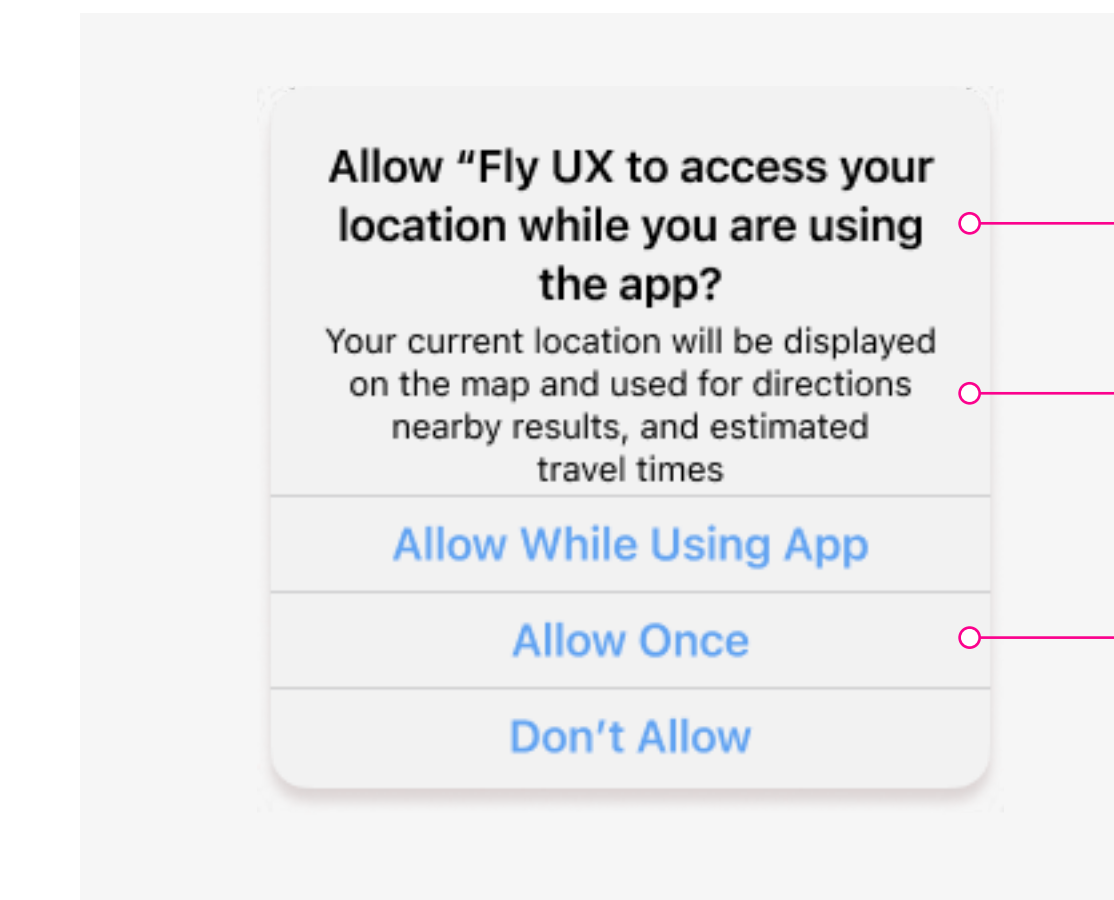 Allow “Fly UX to access your
location while you are using
the app?
Your current location will be displayed
on the map and used for directions
nearby results, and estimated
travel times
Allow While Using App
Allow Once
Don’t Allow